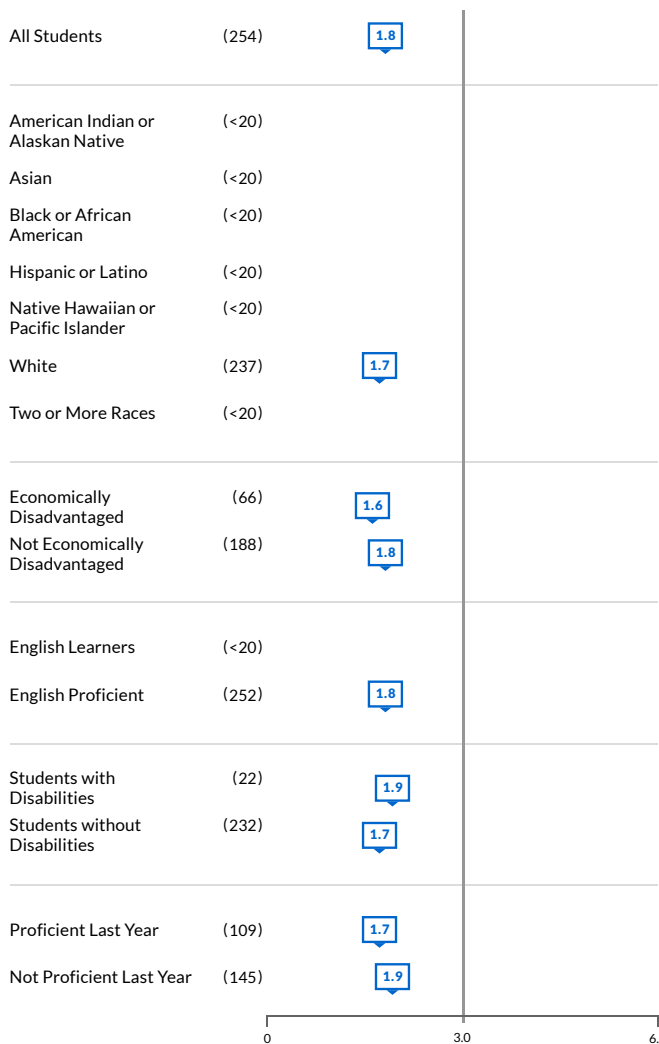 All Students (254) 1.8
American Indian or (<20)
Alaskan Native
Asian (<20)
Black or African (<20)
American
Hispanic or Latino (<20)
Native Hawaiian or (<20)
Pacific Islander
White (237) 1.7
Two or More Races (<20)
Economically (66) 1.6
Disadvantaged
Not Economically (188) 1.8
Disadvantaged
English Learners (<20)
English Proficient (252) 1.8
Students with (22) 1.9
Disabilities
Students without (232) 1.7
Disabilities
Proficient Last Year (109) 1.7
Not Proficient Last Year (145) 1.9
0 3.0 6.